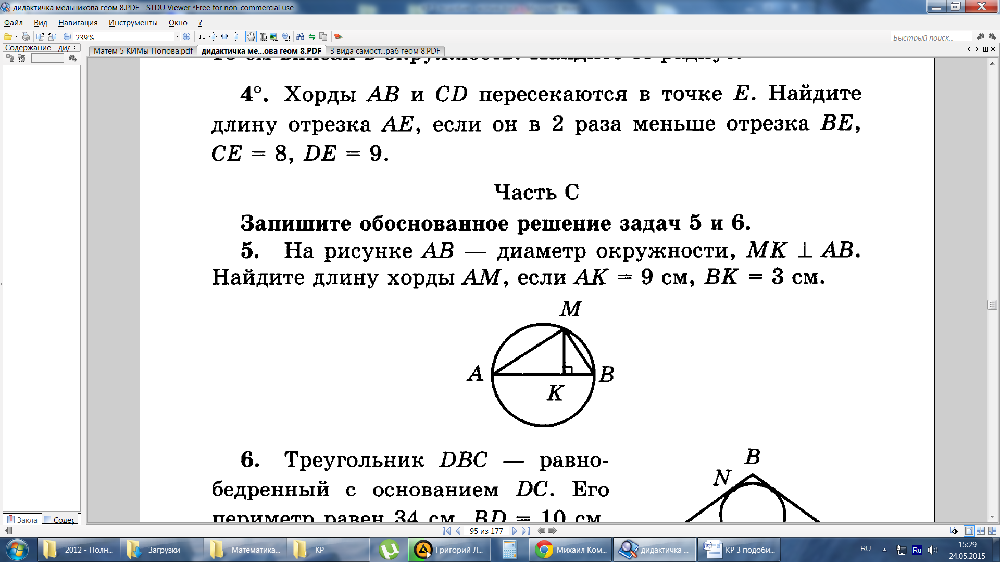 дидактичка мельникова геом 8.PDF - STDU Viewer *Free for non-commercial use
Файл Вид Навигация Инструменты Окно ?
239% 1:1 Быстрый поиск...
Содержание - дид
Матем 5 КИМы Попова.pdf дидактичка ме...ова геом 8.PDF 3 вида самост...раб геом 8.PDF
4°. Хорды AB и CD пересекаются в точке E. Найдите
длину отрезка AE, если он в 2 раза меньше отрезка BE,
CE = 8, DE = 9.
Часть С
Запишите обоснованное решение задач 5 и 6.
5. На рисунке AB — диаметр окружности, MK ⊥ AB.
Найдите длину хорды AM, если AK = 9 см, BK = 3 см.
M
A B
K
6. Треугольник DBC — равно-
бедренный с основанием DC. Его
периметр равен 34 см, BD = 10 см.
B
N
Закла, Содер
95 из 177
2012 - Полн... Загрузки Математика... КР Григорий Л... Михаил Ком... дидактичка ... КР 3 подоби... RU Ru 15:29
24.05.2015